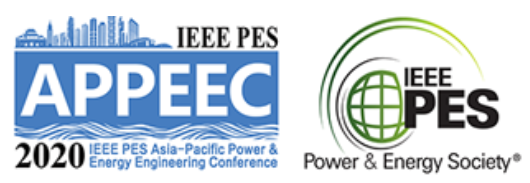 IEEE PES
APPEEC
2020 IEEE PES Asia-Pacific Power &
Energy Engineering Conference
IEEE
PES
Power & Energy Society®